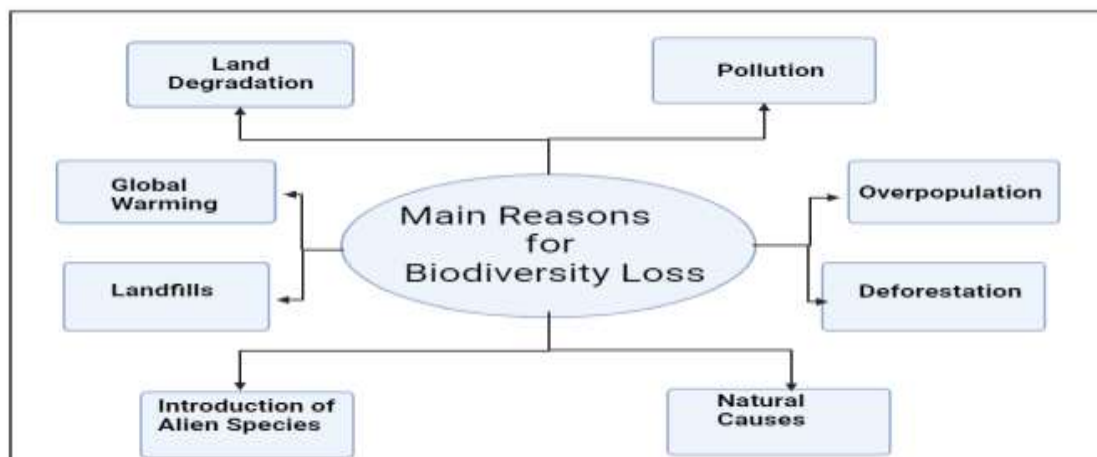 Land
Degradation
Pollution
Global
Warming
Main Reasons
for
Biodiversity Loss
Overpopulation
Landfills
Deforestation
Introduction of
Alien Species
Natural
Causes